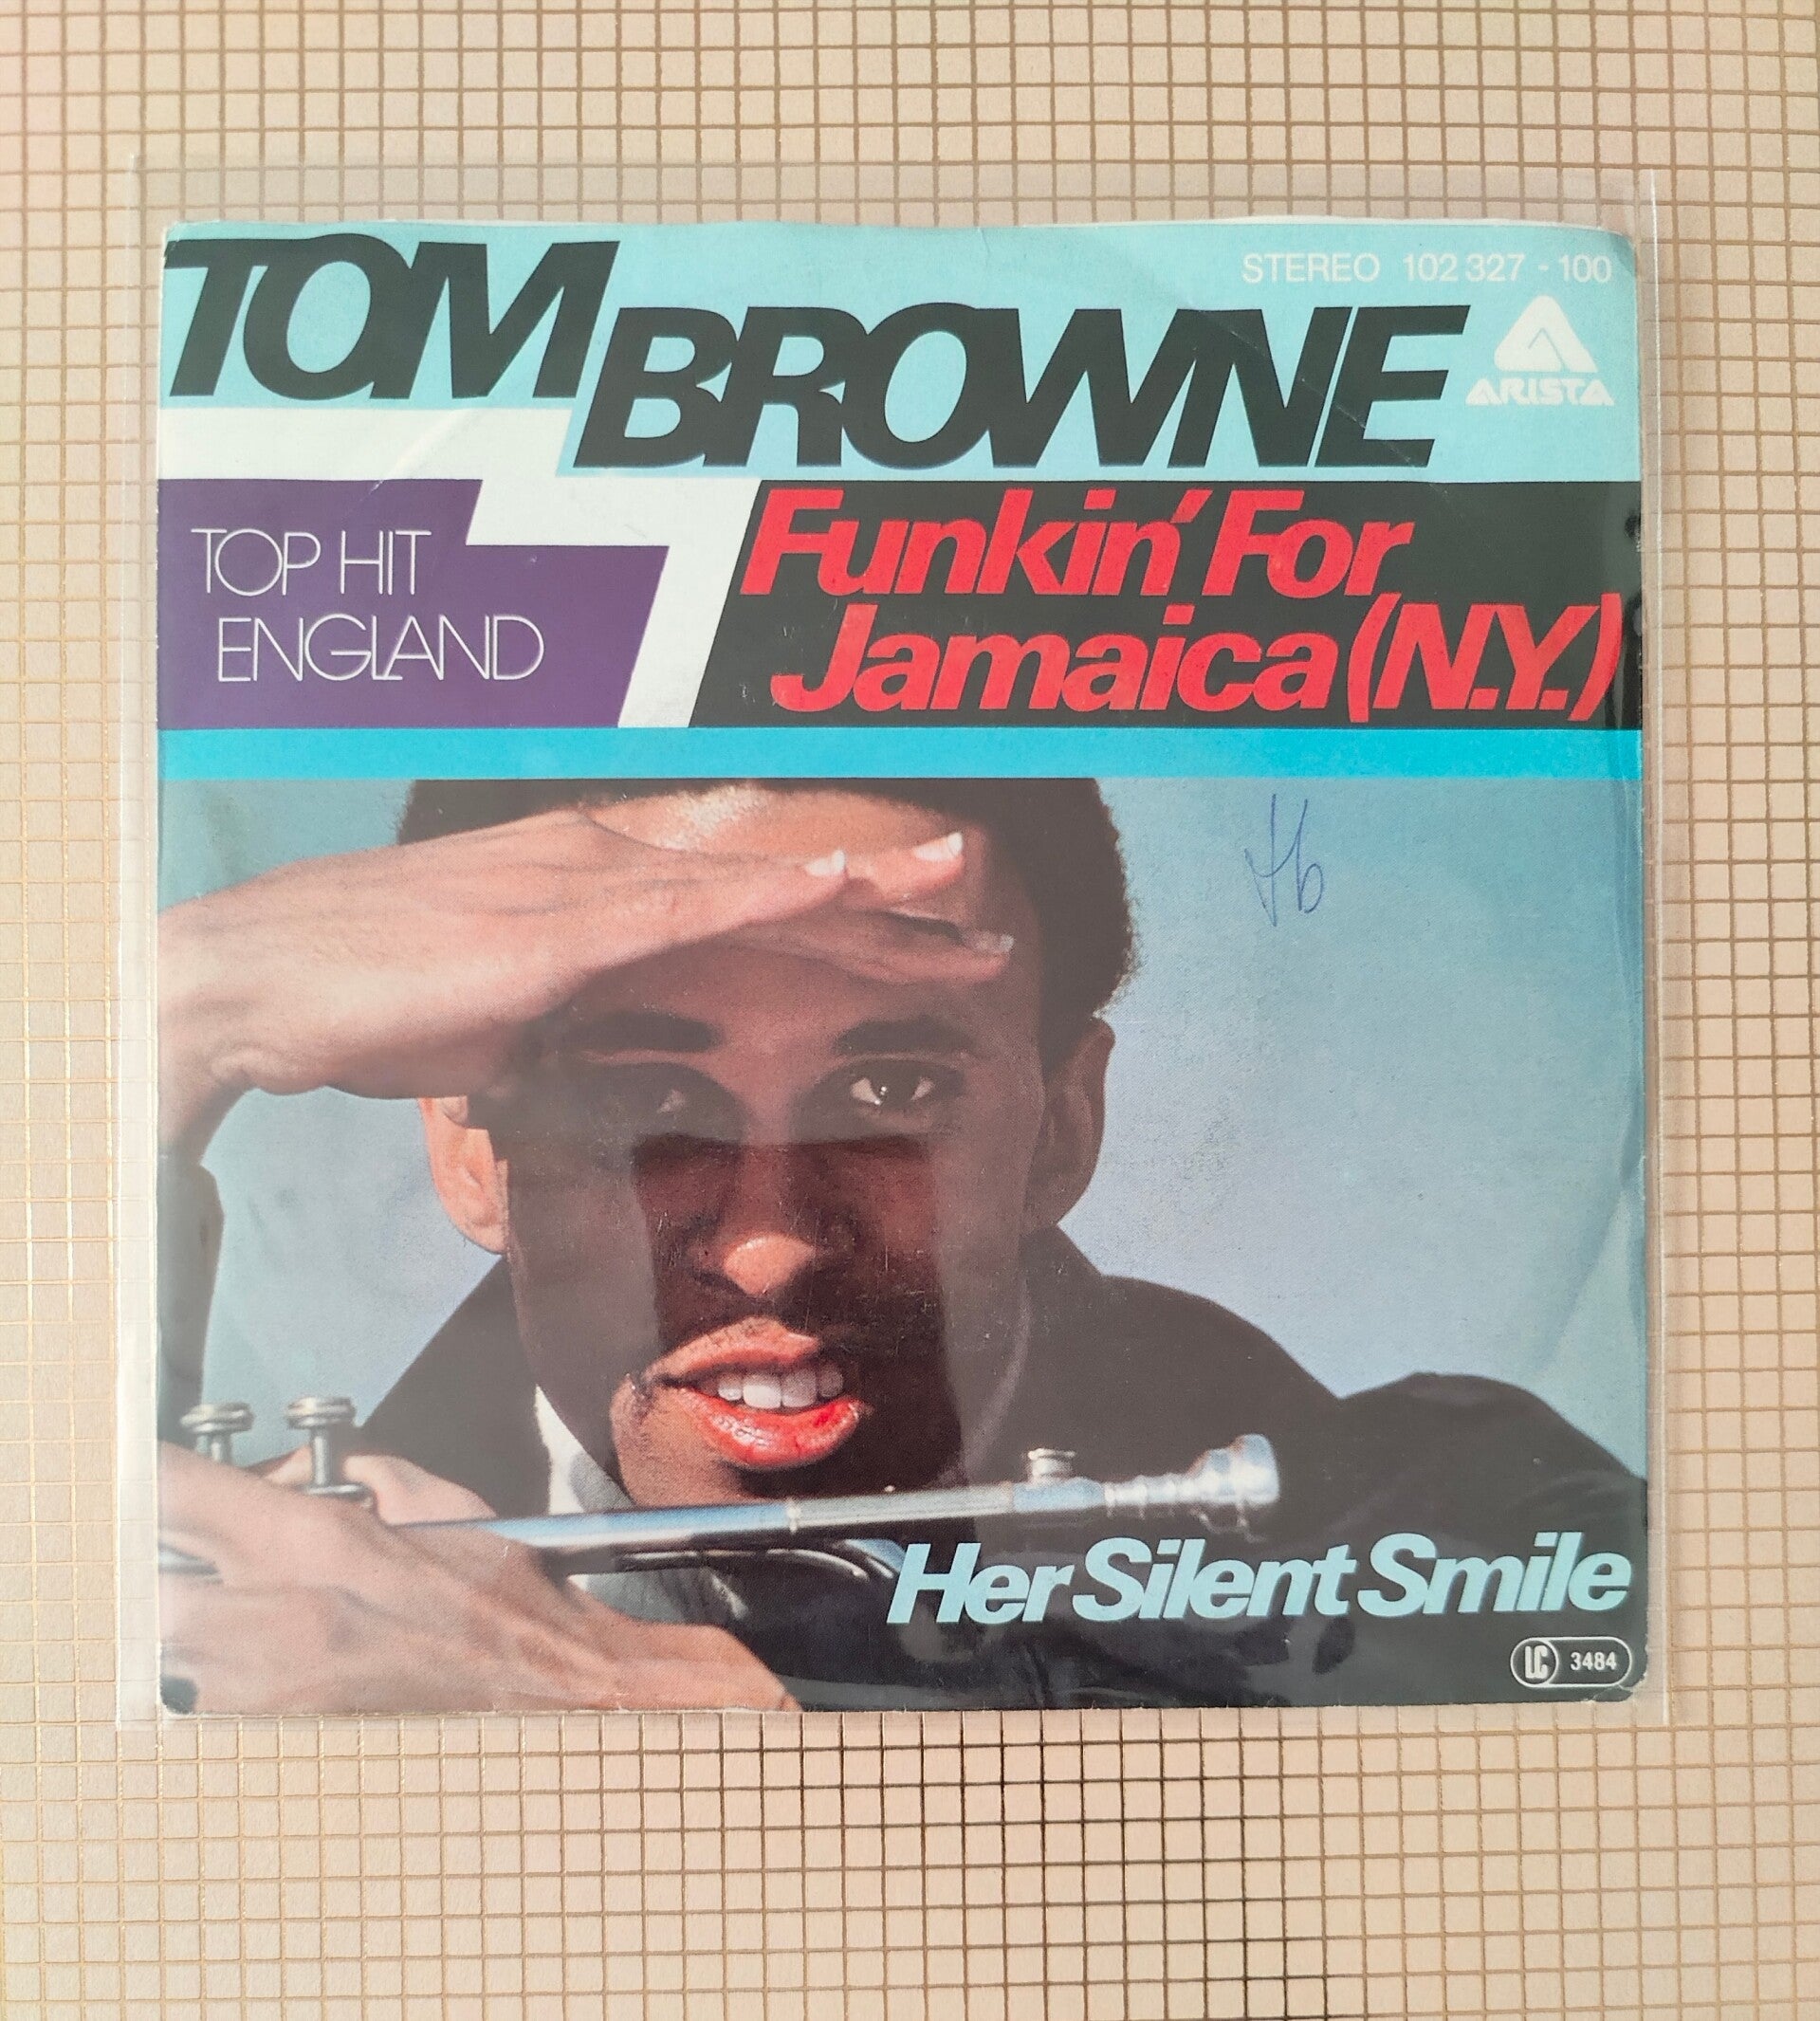 TOM BROWNE
STEREO 102 327 - 100
ARISTA
TOP HIT
ENGLAND
Funkin' For
Jamaica (N.Y.)
Her Silent Smile
LC 3484